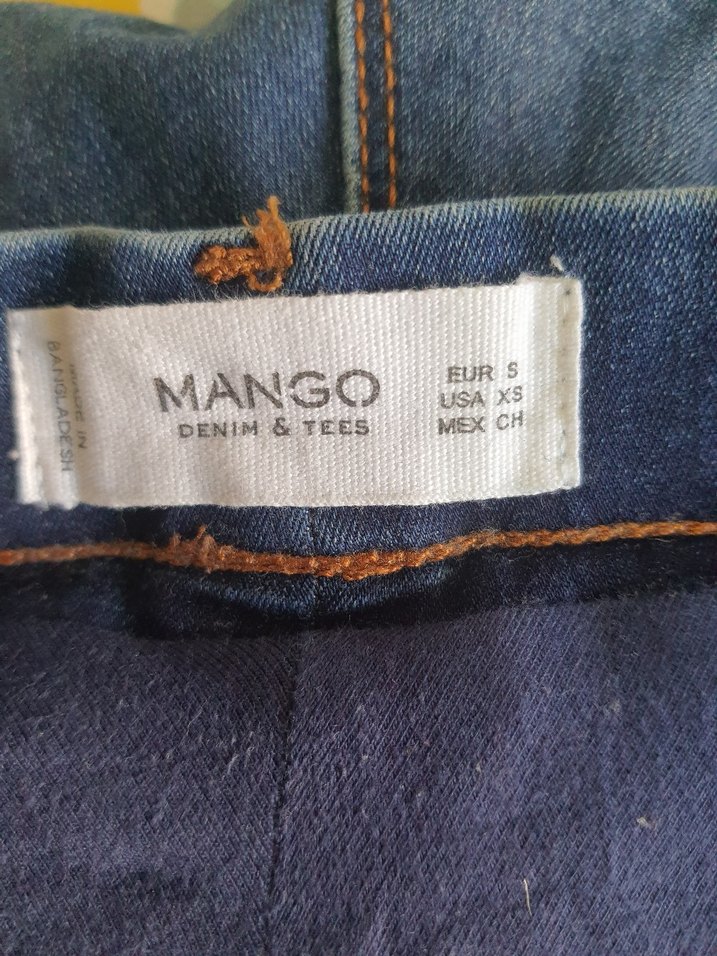 MADE IN
BANGLADESH
MANGO
DENIM & TEES
EUR S
USA XS
MEX CH